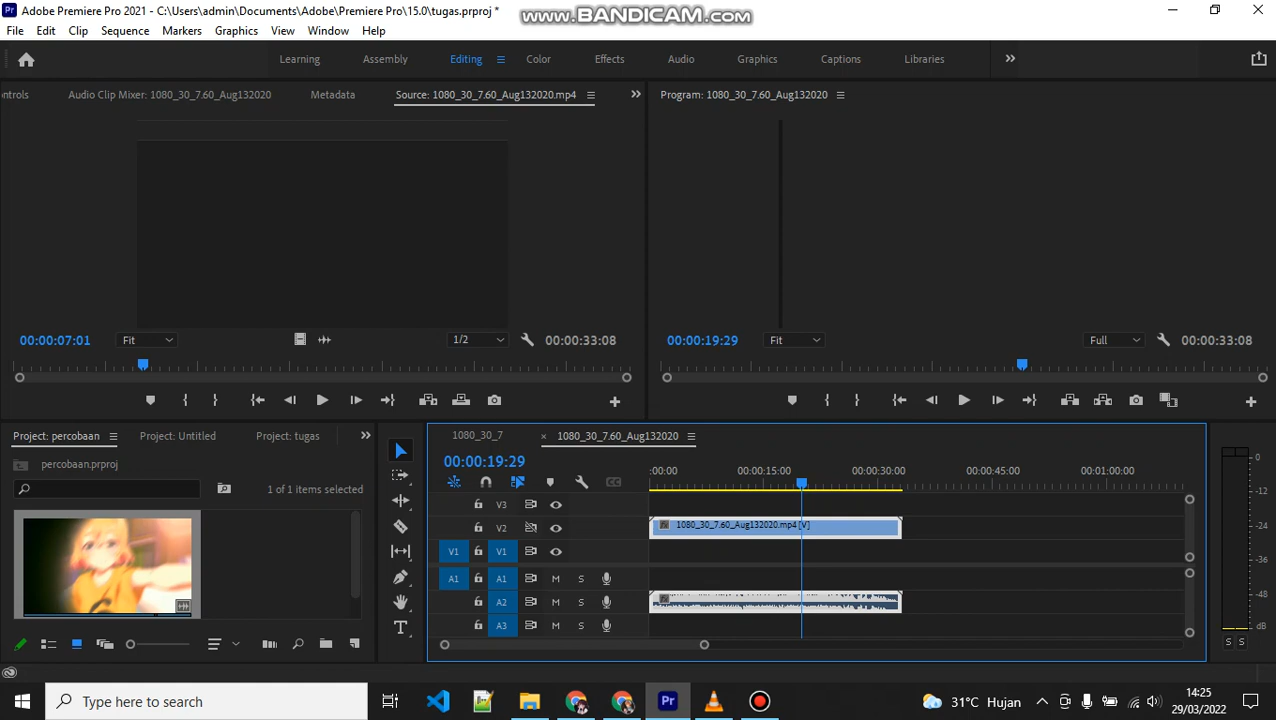 Adobe Premiere Pro 2021 - C:\Users\admin\Documents\Adobe\Premiere Pro\15.0\tugas.prproj *
www.BANDICAM.com
File Edit Clip Sequence Markers Graphics View Window Help
Learning Assembly Editing Color Effects Audio Graphics Captions Libraries
ontrols Audio Clip Mixer: 1080_30_7.60_Aug132020 Metadata Source: 1080_30_7.60_Aug132020.mp4
Program: 1080_30_7.60_Aug132020
00:00:07:01 Fit 1/2 00:00:33:08
00:00:19:29 Fit Full 00:00:33:08
Project: percobaan Project: Untitled Project: tugas
percobaan.prproj
1 of 1 items selected
1080_30_7 × 1080_30_7.60_Aug132020
00:00:19:29
:00:00 00:00:15:00 00:00:30:00 00:00:45:00 00:01:00:00
V3
V2 1080_30_7.60_Aug132020.mp4 [V]
V1 V1
A1 A1 M S
A2 M S
A3 M S
0
-12
-24
-36
-48
dB
S S
Type here to search
31°C Hujan
14:25
29/03/2022